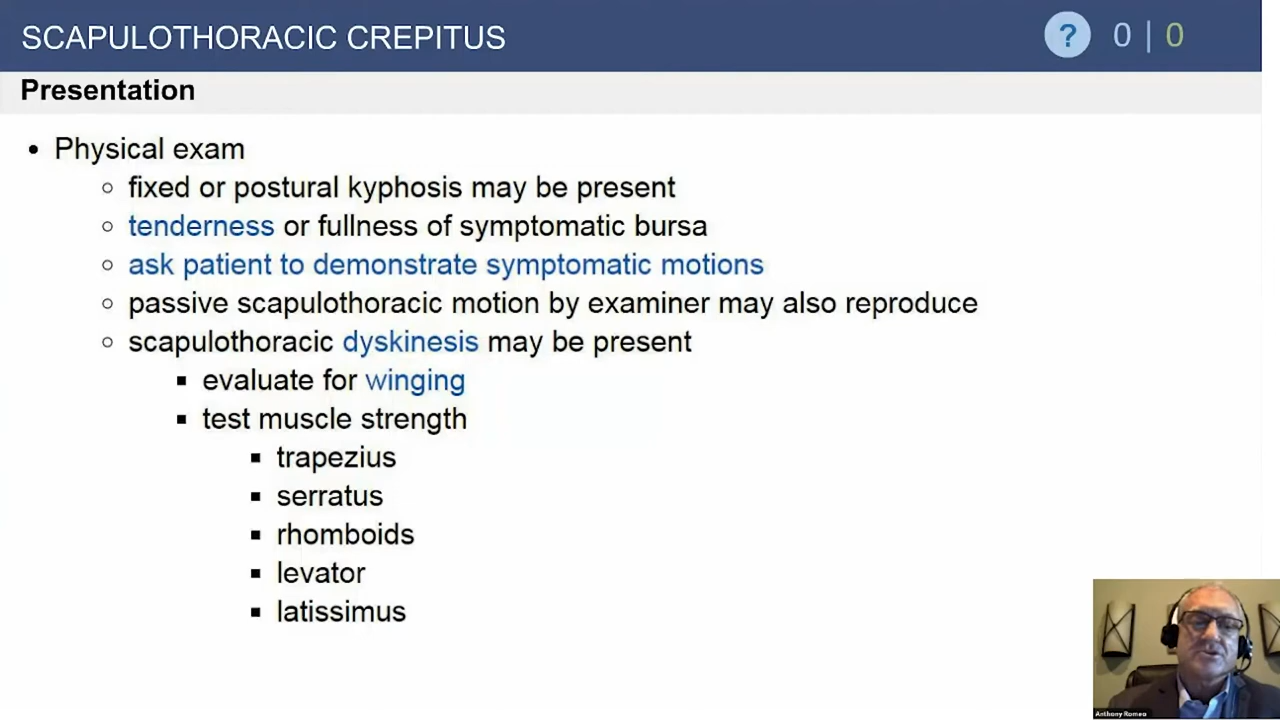 SCAPULOTHORACIC CREPITUS
? 0 | 0
Presentation
• Physical exam
○ fixed or postural kyphosis may be present
○ tenderness or fullness of symptomatic bursa
○ ask patient to demonstrate symptomatic motions
○ passive scapulothoracic motion by examiner may also reproduce
○ scapulothoracic dyskinesis may be present
▪ evaluate for winging
▪ test muscle strength
▪ trapezius
▪ serratus
▪ rhomboids
▪ levator
▪ latissimus
Anthony Romeo